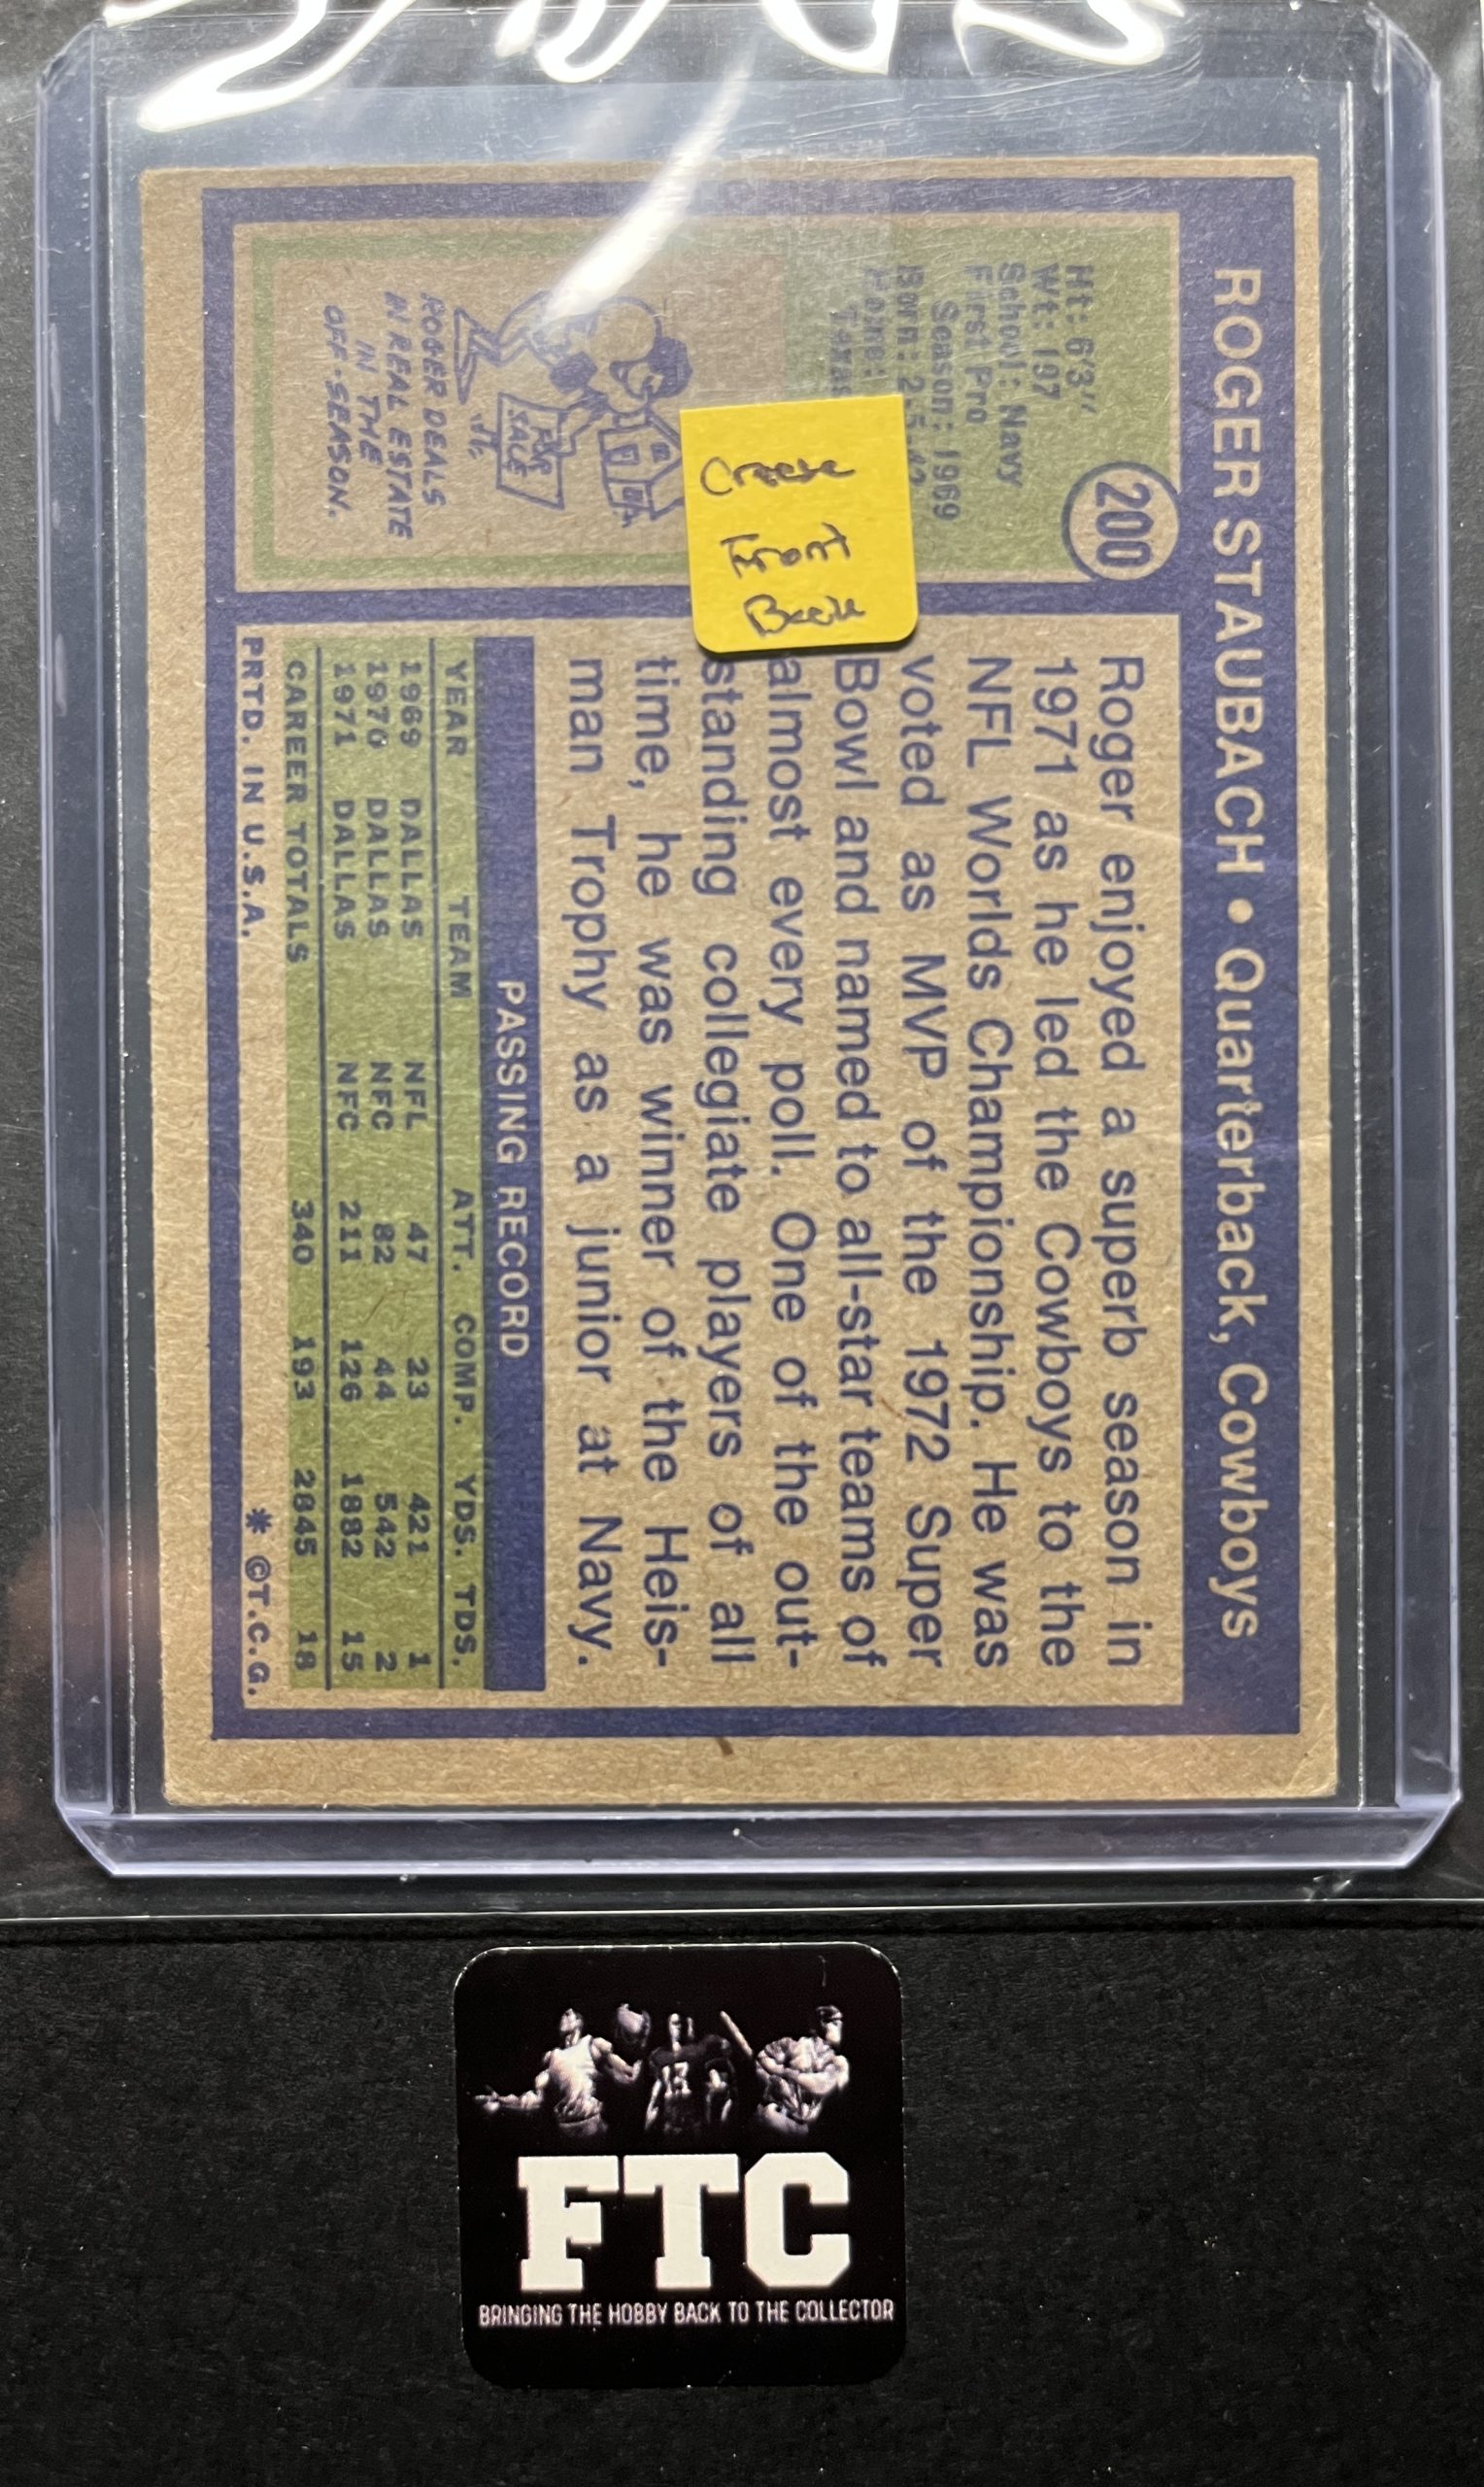 ROGER STAUBACH • Quarterback, Cowboys
200
Ht: 6'3"
Wt: 197
School: Navy
First Pro
Season: 1969
Born: 2-5-42
Home:
Texas
ROGER DEALS
IN REAL ESTATE
IN THE
OFF-SEASON.
FOR
SALE
Crease
Front
Back
Roger enjoyed a superb season in
1971 as he led the Cowboys to the
NFL Worlds Championship. He was
voted as MVP of the 1972 Super
Bowl and named to all-star teams of
almost every poll. One of the out-
standing collegiate players of all
time, he was winner of the Heis-
man Trophy as a junior at Navy.
PASSING RECORD
YEAR TEAM ATT. COMP. YDS. TDS.
1969 DALLAS NFL 47 23 421 1
1970 DALLAS NFC 82 44 542 2
1971 DALLAS NFC 211 126 1882 15
CAREER TOTALS 340 193 2845 18
PRTD. IN U.S.A. * ©T.C.G.
13
FTC
BRINGING THE HOBBY BACK TO THE COLLECTOR